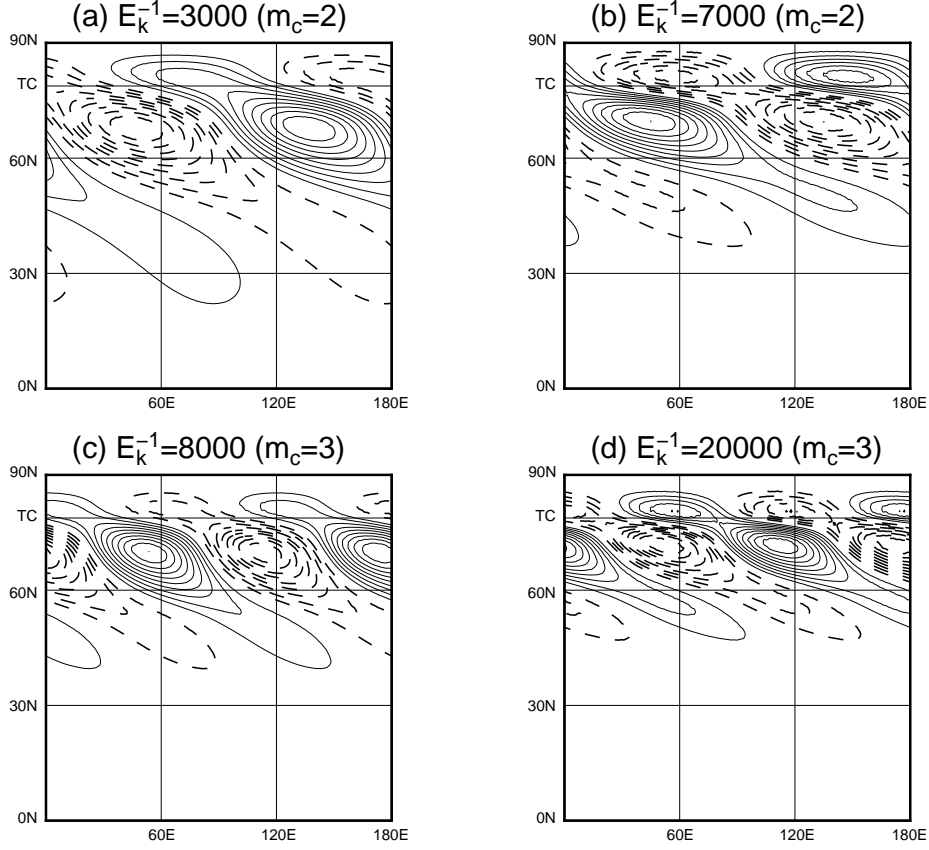 (a) E_k^{-1}=3000 (m_c=2)
90N
TC
60N
30N
0N
60E 120E 180E
(b) E_k^{-1}=7000 (m_c=2)
90N
TC
60N
30N
0N
60E 120E 180E
(c) E_k^{-1}=8000 (m_c=3)
90N
TC
60N
30N
0N
60E 120E 180E
(d) E_k^{-1}=20000 (m_c=3)
90N
TC
60N
30N
0N
60E 120E 180E